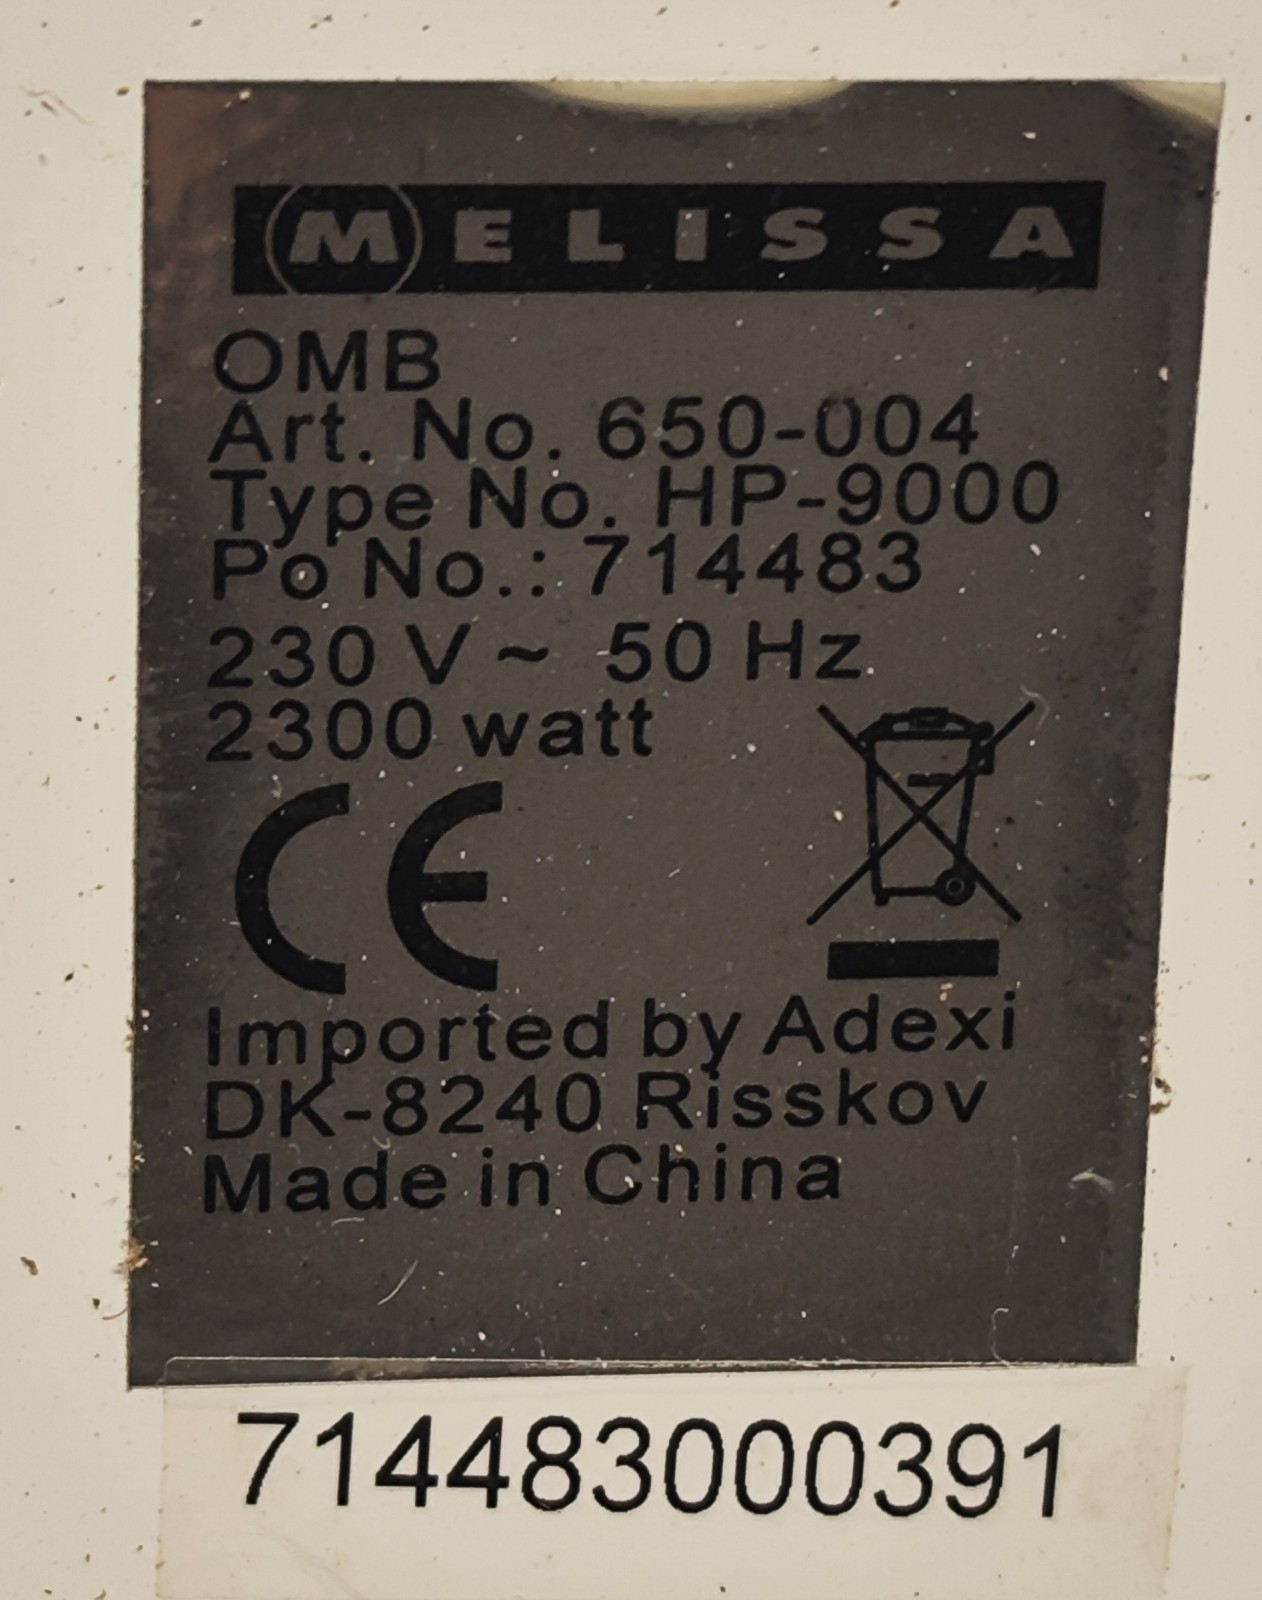 MELISSA
OMB
Art. No. 650-004
Type No. HP-9000
Po No.: 714483
230 V ~ 50 Hz
2300 watt
CE
Imported by Adexi
DK-8240 Risskov
Made in China
714483000391